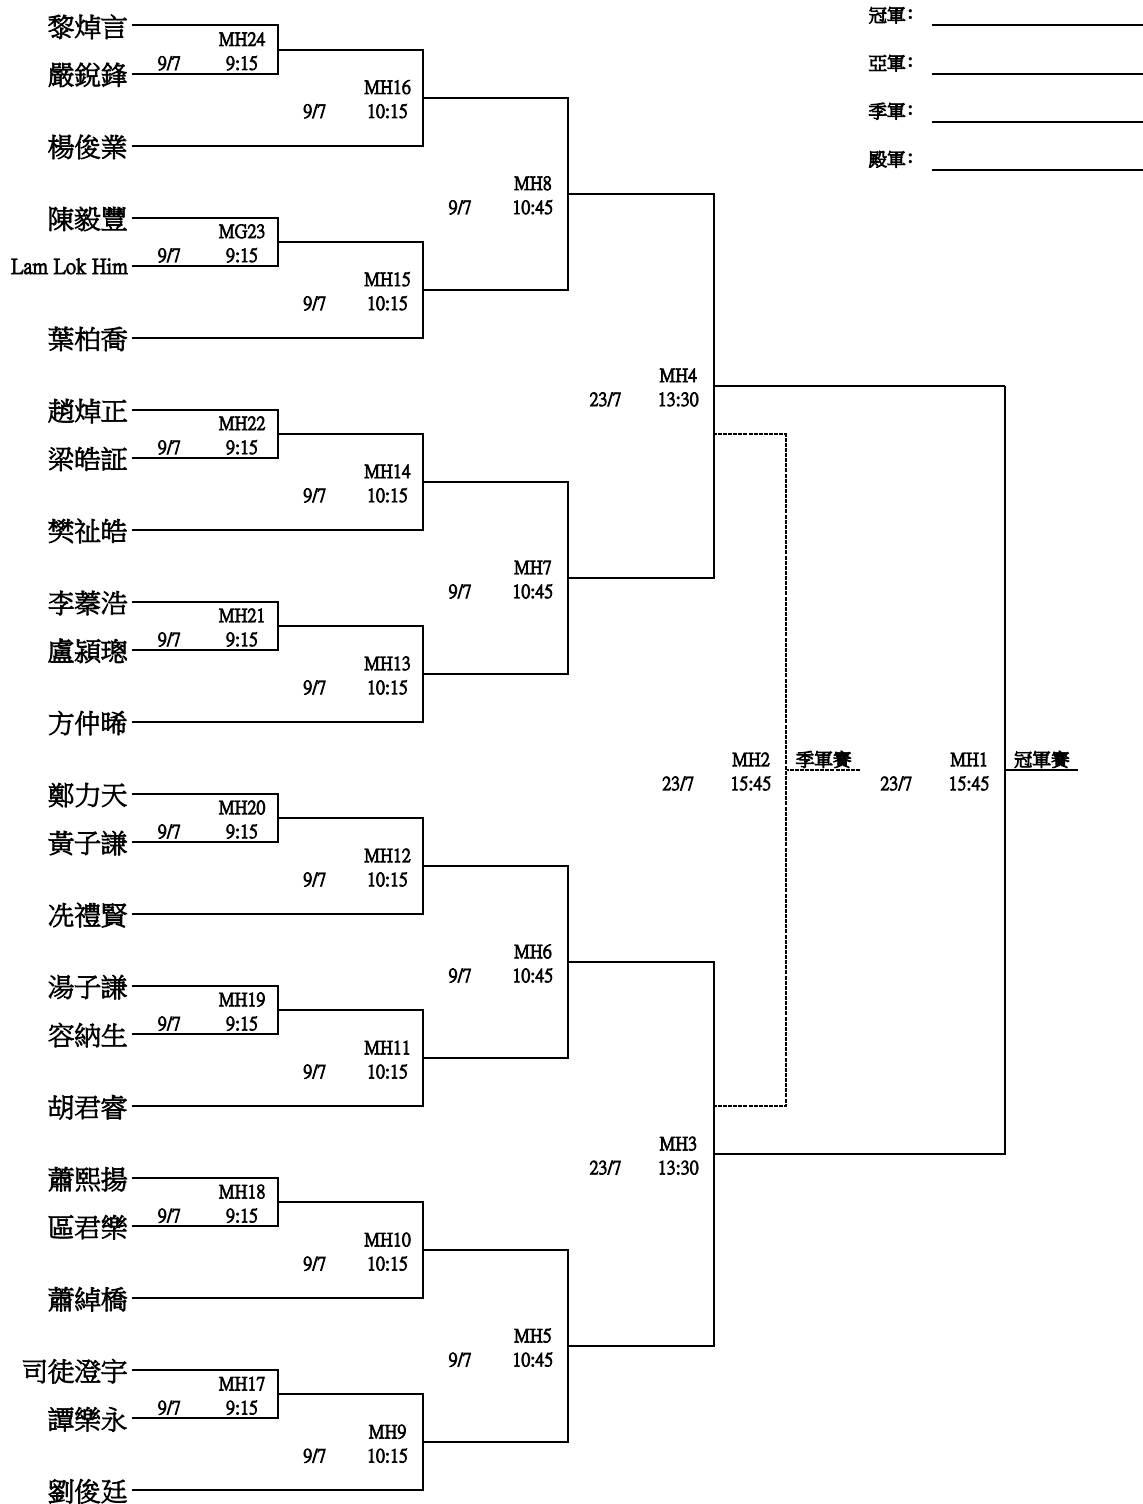 冠軍：
黎焯言
MH24
9/7 9:15
亞軍：
嚴銳鋒
MH16
9/7 10:15
季軍：
楊俊業
殿軍：
MH8
9/7 10:45
陳毅豐
MG23
9/7 9:15
Lam Lok Him
MH15
9/7 10:15
葉柏喬
MH4
23/7 13:30
趙焯正
MH22
9/7 9:15
梁皓証
MH14
9/7 10:15
樊祉皓
MH7
9/7 10:45
李蓁浩
MH21
9/7 9:15
盧潁璁
MH13
9/7 10:15
方仲晞
MH2 季軍賽 MH1 冠軍賽
23/7 15:45 23/7 15:45
鄭力天
MH20
9/7 9:15
黃子謙
MH12
9/7 10:15
冼禮賢
MH6
9/7 10:45
湯子謙
MH19
9/7 9:15
容納生
MH11
9/7 10:15
胡君睿
MH3
23/7 13:30
蕭熙揚
MH18
9/7 9:15
區君樂
MH10
9/7 10:15
蕭綽橋
MH5
9/7 10:45
司徒澄宇
MH17
9/7 9:15
譚樂永
MH9
9/7 10:15
劉俊廷